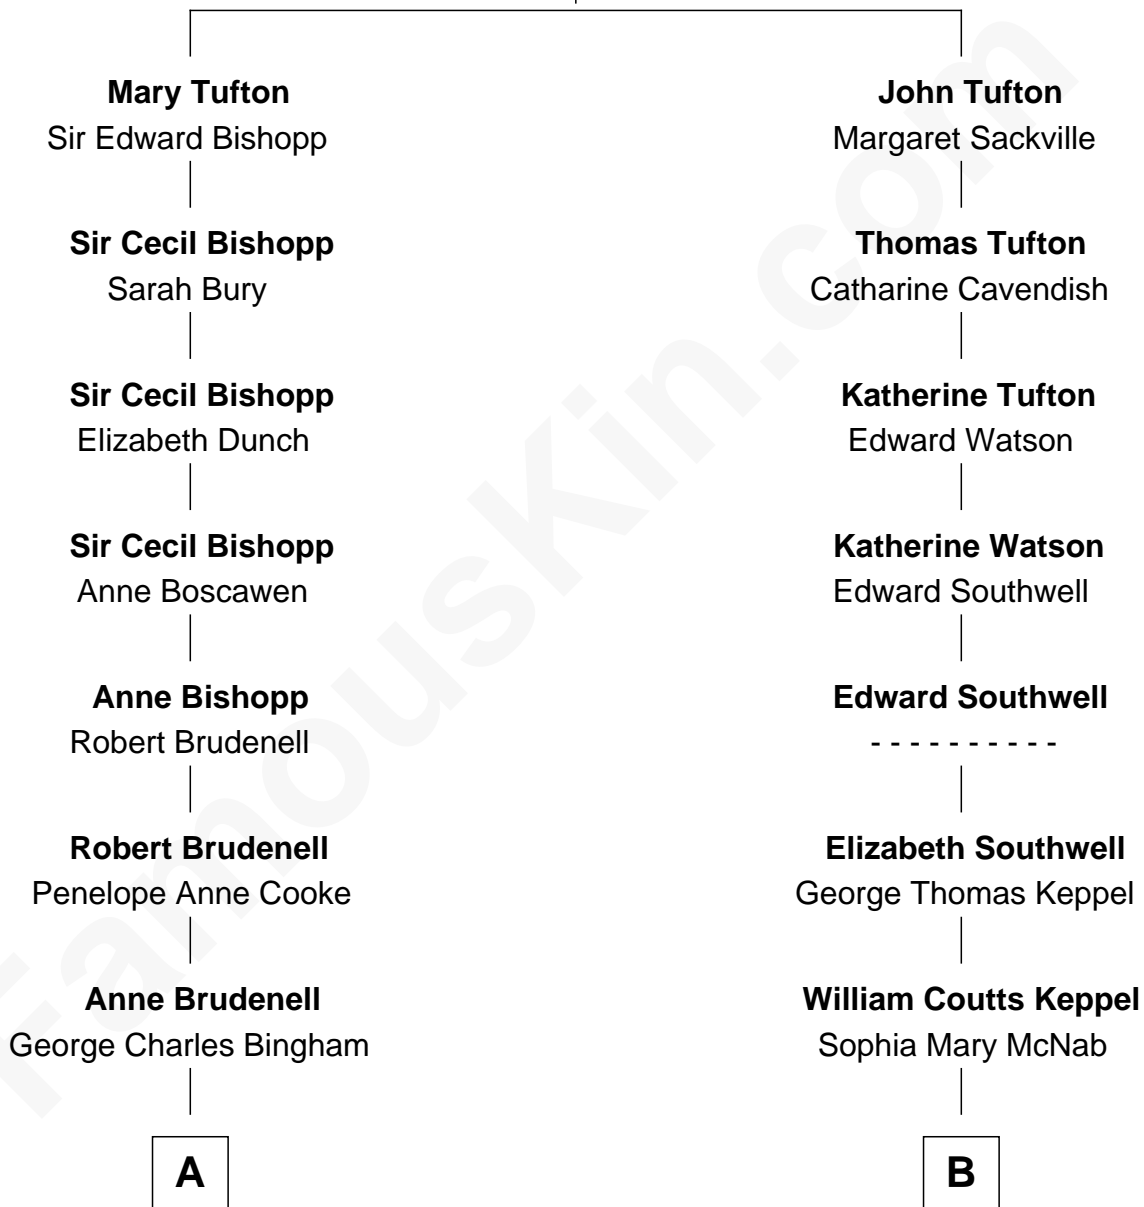 Mary Tufton
Sir Edward Bishopp
Sir Cecil Bishopp
Sarah Bury
Sir Cecil Bishopp
Elizabeth Dunch
Sir Cecil Bishopp
Anne Boscawen
Anne Bishopp
Robert Brudenell
Robert Brudenell
Penelope Anne Cooke
Anne Brudenell
George Charles Bingham
A
John Tufton
Margaret Sackville
Thomas Tufton
Catharine Cavendish
Katherine Tufton
Edward Watson
Katherine Watson
Edward Southwell
Edward Southwell
- - - - - - - - - -
Elizabeth Southwell
George Thomas Keppel
William Coutts Keppel
Sophia Mary McNab
B
FamousKin.com